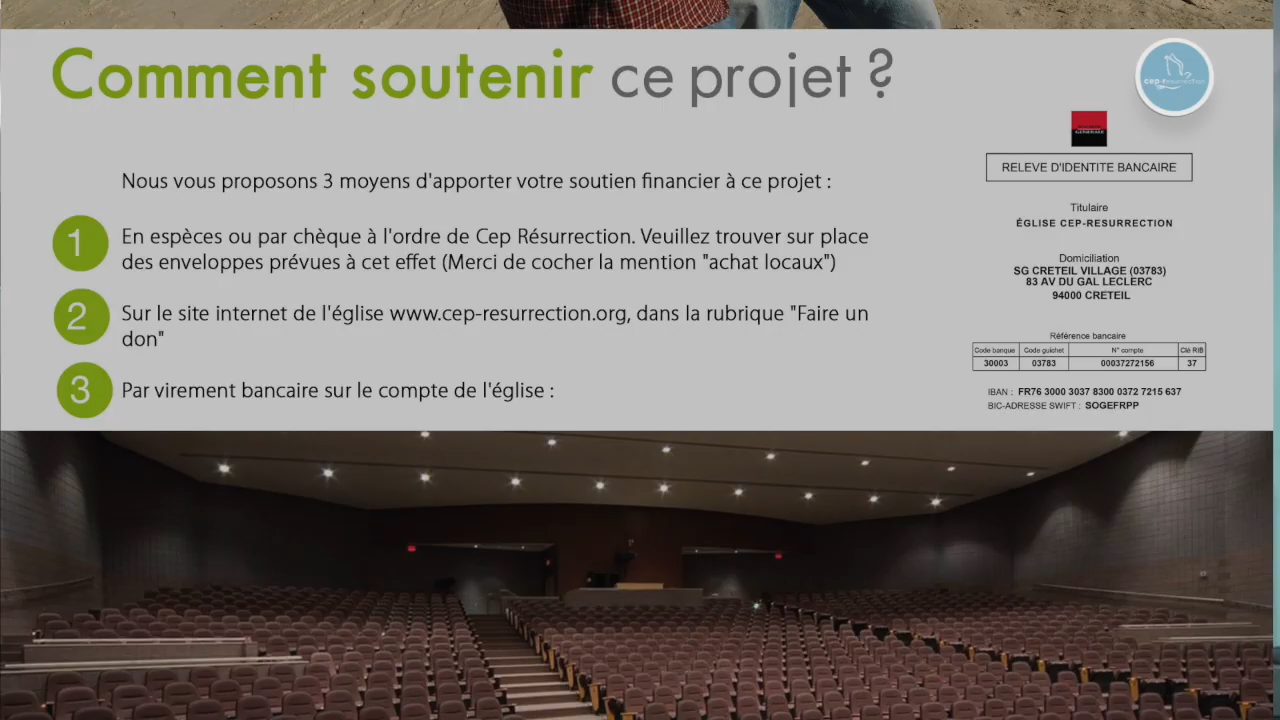 Comment soutenir ce projet ?
cep-resurrection
Nous vous proposons 3 moyens d'apporter votre soutien financier à ce projet :
1
En espèces ou par chèque à l'ordre de Cep Résurrection. Veuillez trouver sur place
des enveloppes prévues à cet effet (Merci de cocher la mention "achat locaux")
2
Sur le site internet de l'église www.cep-resurrection.org, dans la rubrique "Faire un
don"
3
Par virement bancaire sur le compte de l'église :
GENERALE
RELEVE D'IDENTITE BANCAIRE
Titulaire
ÉGLISE CEP-RESURRECTION
Domiciliation
SG CRETEIL VILLAGE (03783)
83 AV DU GAL LECLERC
94000 CRETEIL
Référence bancaire
Code banque Code guichet N° compte Clé RIB
30003 03783 00037272156 37
IBAN : FR76 3000 3037 8300 0372 7215 637
BIC-ADRESSE SWIFT : SOGEFRPP